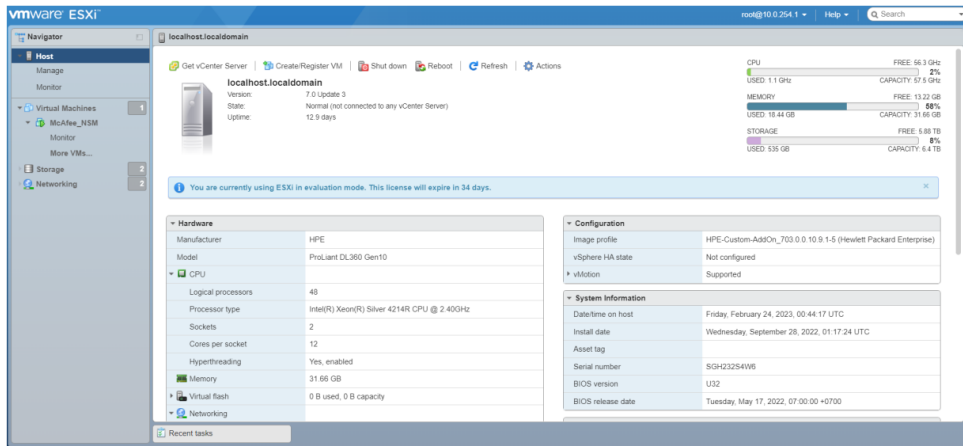 vmware ESXi™
root@10.0.254.1 | Help | Search
Navigator
Host
Manage
Monitor
Virtual Machines 1
McAfee_NSM
Monitor
More VMs...
Storage 2
Networking 2
localhost.localdomain
Get vCenter Server | Create/Register VM | Shut down Reboot | Refresh | Actions
localhost.localdomain
Version: 7.0 Update 3
State: Normal (not connected to any vCenter Server)
Uptime: 12.9 days
CPU FREE: 56.3 GHz
2%
USED: 1.1 GHz CAPACITY: 57.5 GHz
MEMORY FREE: 13.22 GB
58%
USED: 18.44 GB CAPACITY: 31.66 GB
STORAGE FREE: 5.88 TB
8%
USED: 535 GB CAPACITY: 6.4 TB
You are currently using ESXi in evaluation mode. This license will expire in 34 days.
Hardware
Manufacturer HPE
Model ProLiant DL360 Gen10
CPU
Logical processors 48
Processor type Intel(R) Xeon(R) Silver 4214R CPU @ 2.40GHz
Sockets 2
Cores per socket 12
Hyperthreading Yes, enabled
Memory 31.66 GB
Virtual flash 0 B used, 0 B capacity
Networking
Configuration
Image profile HPE-Custom-AddOn_703.0.0.10.9.1-5 (Hewlett Packard Enterprise)
vSphere HA state Not configured
vMotion Supported
System Information
Date/time on host Friday, February 24, 2023, 00:44:17 UTC
Install date Wednesday, September 28, 2022, 01:17:24 UTC
Asset tag
Serial number SGH232S4W6
BIOS version U32
BIOS release date Tuesday, May 17, 2022, 07:00:00 +0700
Recent tasks